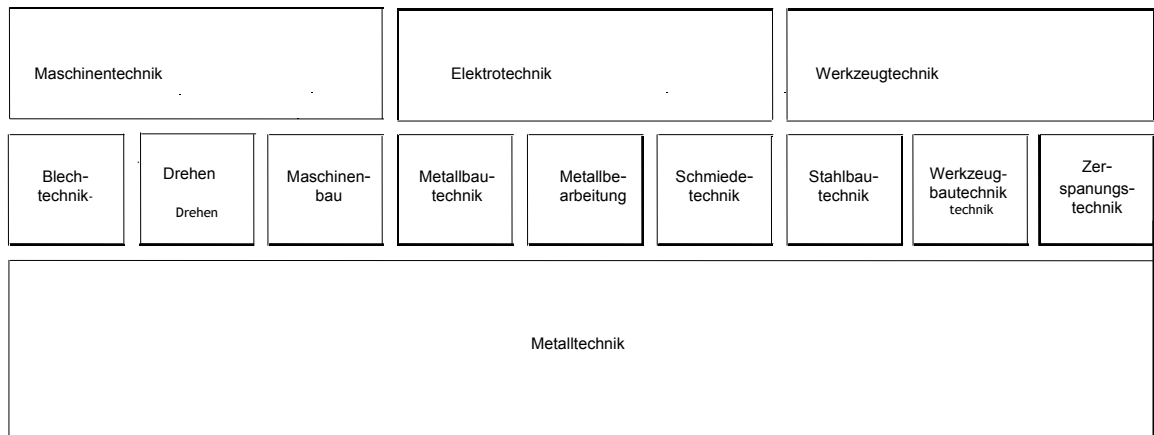 Maschinentechnik
Elektrotechnik
Werkzeugtechnik
Blech-
technik-
Drehen
Drehen
Maschinen-
bau
Metallbau-
technik
Metallbe-
arbeitung
Schmiede-
technik
Stahlbau-
technik
Werkzeug-
bautechnik
technik
Zer-
spanungs-
technik
Metalltechnik